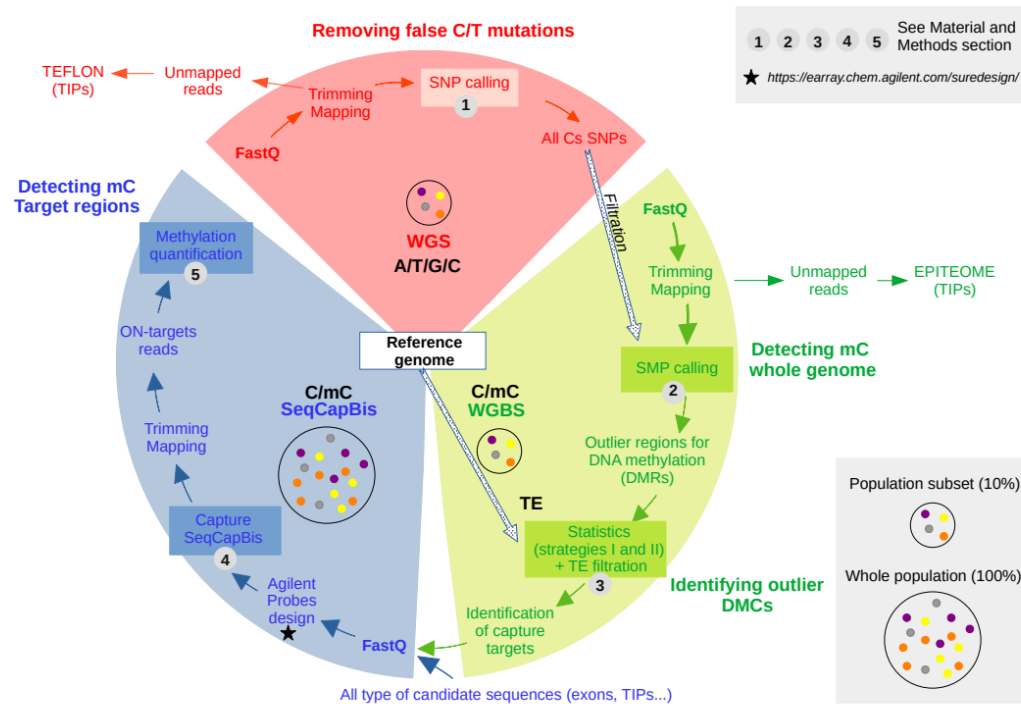 Removing false C/T mutations
TEFLON
(TIPs)
Unmapped
reads
Trimming
Mapping
SNP calling
1
FastQ
All Cs SNPs
WGS
A/T/G/C
Filtration
1 2 3 4 5
See Material and
Methods section
★ https://earray.chem.agilent.com/suredesign/
Detecting mC
Target regions
Methylation
quantification
5
ON-targets
reads
Trimming
Mapping
Capture
SeqCapBis
4
Agilent
Probes
design
★
FastQ
All type of candidate sequences (exons, TIPs...)
Reference
genome
C/mC
SeqCapBis
C/mC
WGBS
TE
FastQ
Trimming
Mapping
Unmapped
reads
EPITEOME
(TIPs)
SMP calling
2
Detecting mC
whole genome
Outlier regions for
DNA methylation
(DMRs)
Statistics
(strategies I and II)
+ TE filtration
3
Identifying outlier
DMCs
Identification
of capture
targets
Population subset (10%)
Whole population (100%)